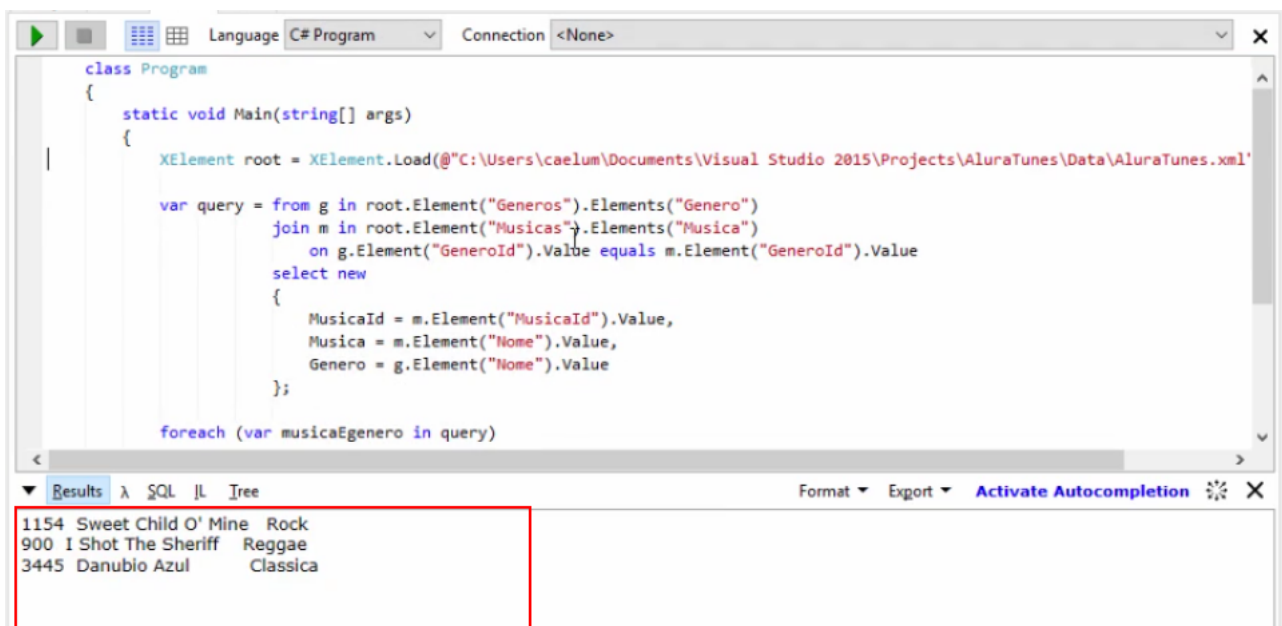 Language C# Program Connection <None>
class Program
{
static void Main(string[] args)
{
XElement root = XElement.Load(@"C:\Users\caelum\Documents\Visual Studio 2015\Projects\AluraTunes\Data\AluraTunes.xml"
var query = from g in root.Element("Generos").Elements("Genero")
join m in root.Element("Musicas").Elements("Musica")
on g.Element("GeneroId").Value equals m.Element("GeneroId").Value
select new
{
MusicaId = m.Element("MusicaId").Value,
Musica = m.Element("Nome").Value,
Genero = g.Element("Nome").Value
};
foreach (var musicaEgenero in query)
Results λ SQL IL Tree Format Export Activate Autocompletion
1154 Sweet Child O' Mine Rock
900 I Shot The Sheriff Reggae
3445 Danubio Azul Classica